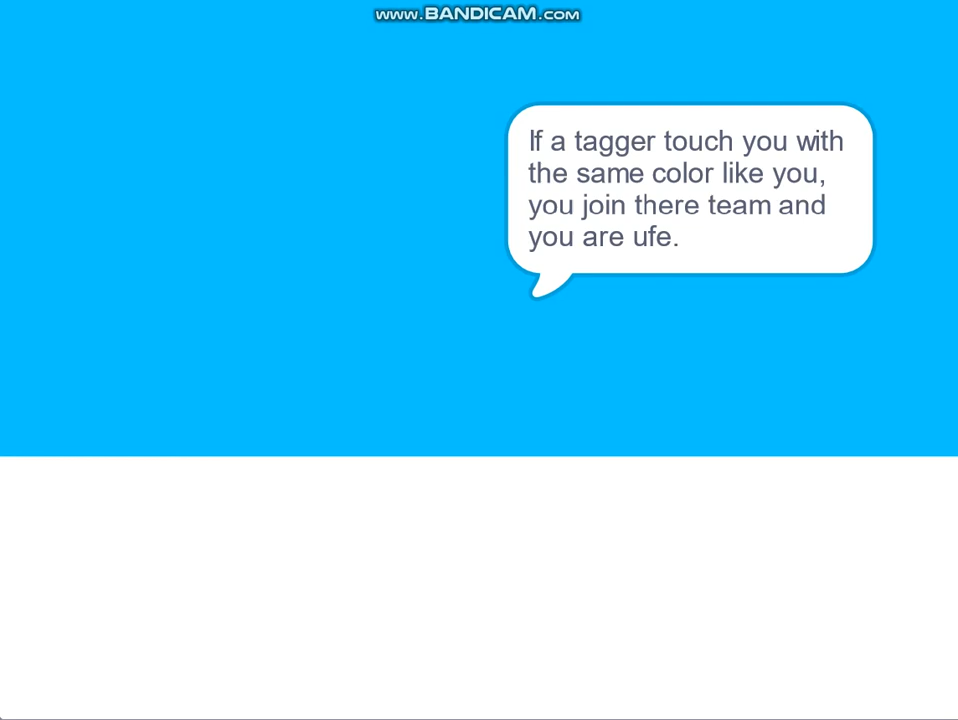 www.BANDICAM.com
If a tagger touch you with
the same color like you,
you join there team and
you are ufe.